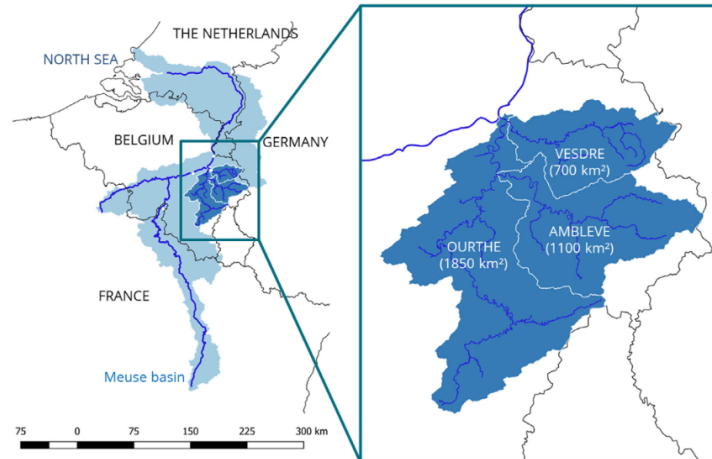 THE NETHERLANDS
NORTH SEA
BELGIUM
GERMANY
FRANCE
Meuse basin
75 0 75 150 225 300 km
VESDRE
(700 km²)
AMBLEVE
(1100 km²)
OURTHE
(1850 km²)